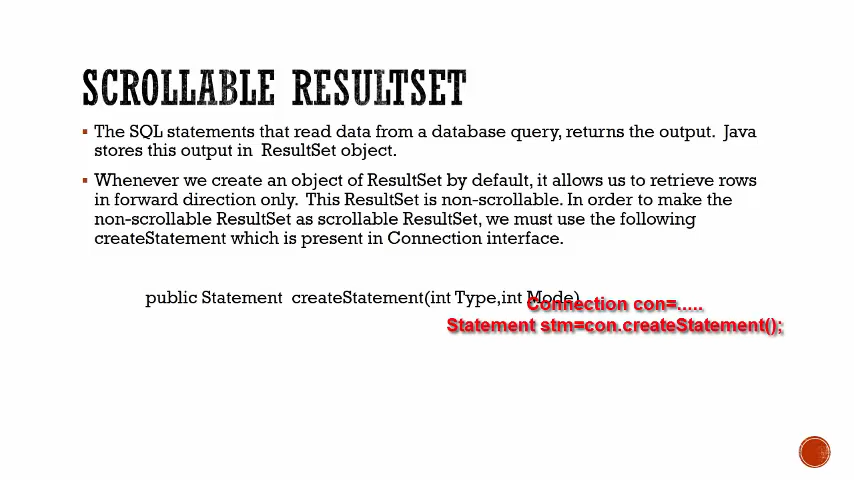 SCROLLABLE RESULTSET
▪ The SQL statements that read data from a database query, returns the output.  Java
stores this output in  ResultSet object.
▪ Whenever we create an object of ResultSet by default, it allows us to retrieve rows
in forward direction only.  This ResultSet is non-scrollable. In order to make the
non-scrollable ResultSet as scrollable ResultSet, we must use the following
createStatement which is present in Connection interface.
public Statement  createStatement(int Type,int Mode)
Connection con=.....
Statement stm=con.createStatement();